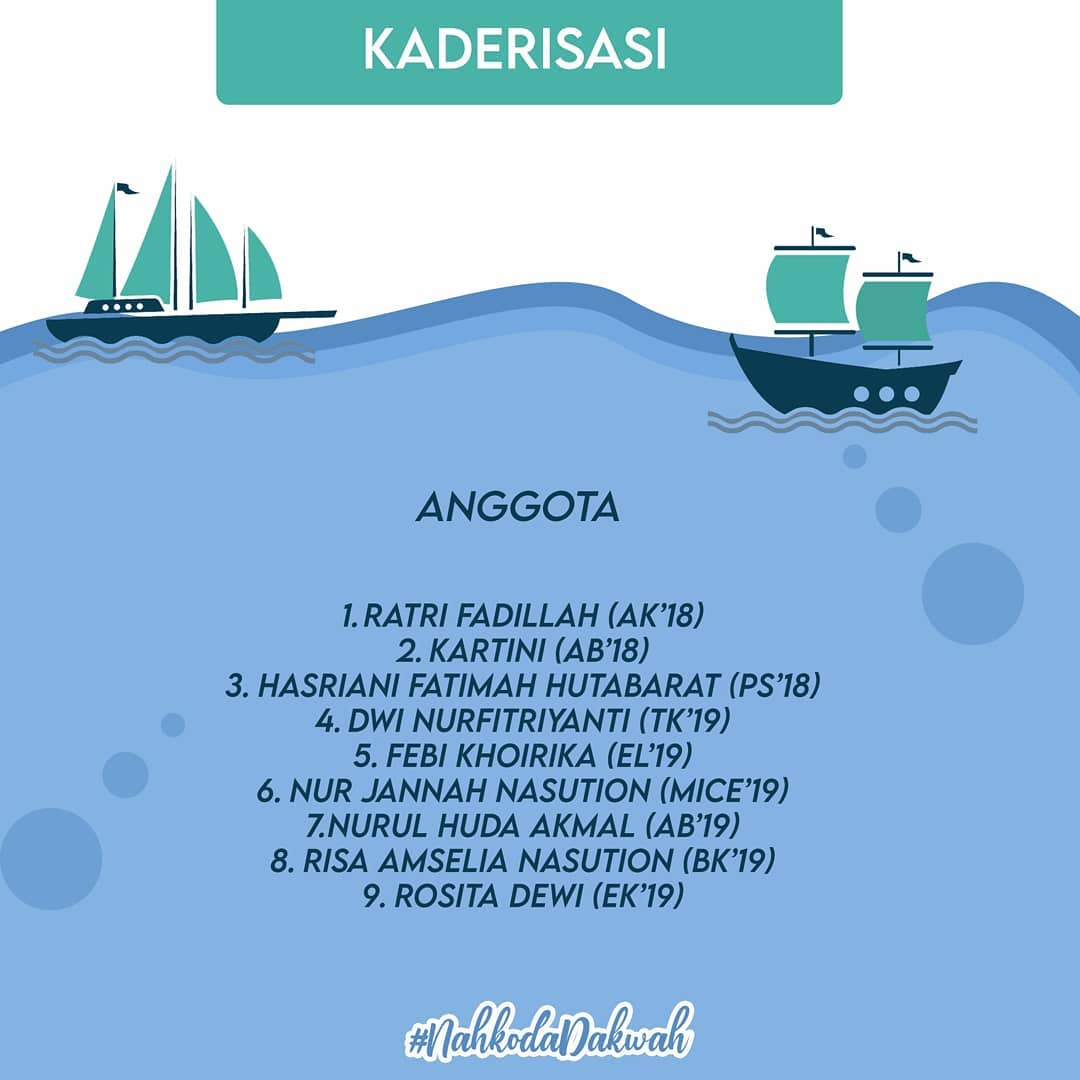 KADERISASI
ANGGOTA
1. RATRI FADILLAH (AK'18)
2. KARTINI (AB'18)
3. HASRIANI FATIMAH HUTABARAT (PS'18)
4. DWI NURFITRIYANTI (TK'19)
5. FEBI KHOIRIKA (EL'19)
6. NUR JANNAH NASUTION (MICE'19)
7.NURUL HUDA AKMAL (AB'19)
8. RISA AMSELIA NASUTION (BK'19)
9. ROSITA DEWI (EK'19)
#NahkodaDakwah